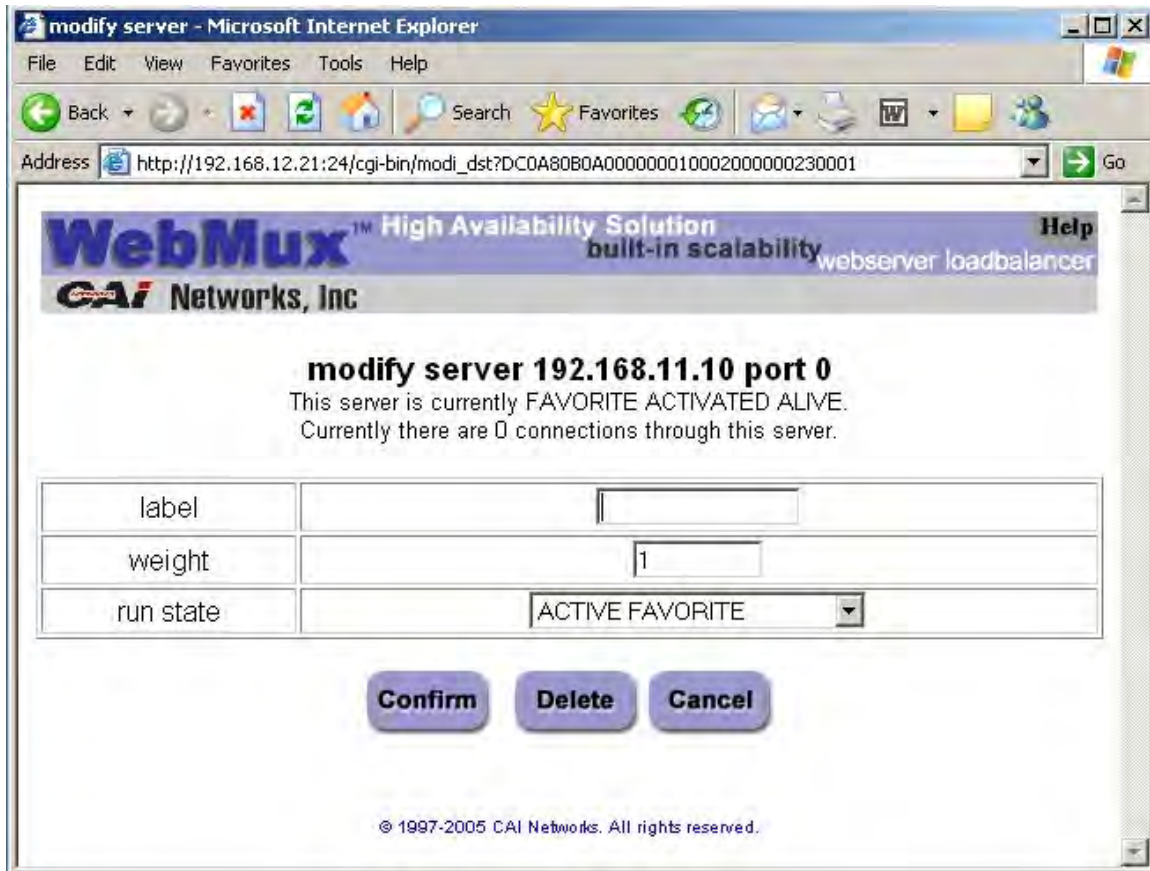 modify server - Microsoft Internet Explorer
File Edit View Favorites Tools Help
Back Search Favorites
Address http://192.168.12.21:24/cgi-bin/modi_dst?DC0A80B0A000000010002000000230001 Go
WebMux™ High Availability Solution Help
built-in scalability
webserver loadbalancer
CAI Networks, Inc
modify server 192.168.11.10 port 0
This server is currently FAVORITE ACTIVATED ALIVE.
Currently there are 0 connections through this server.
label
weight 1
run state ACTIVE FAVORITE
Confirm Delete Cancel
© 1997-2005 CAI Networks. All rights reserved.